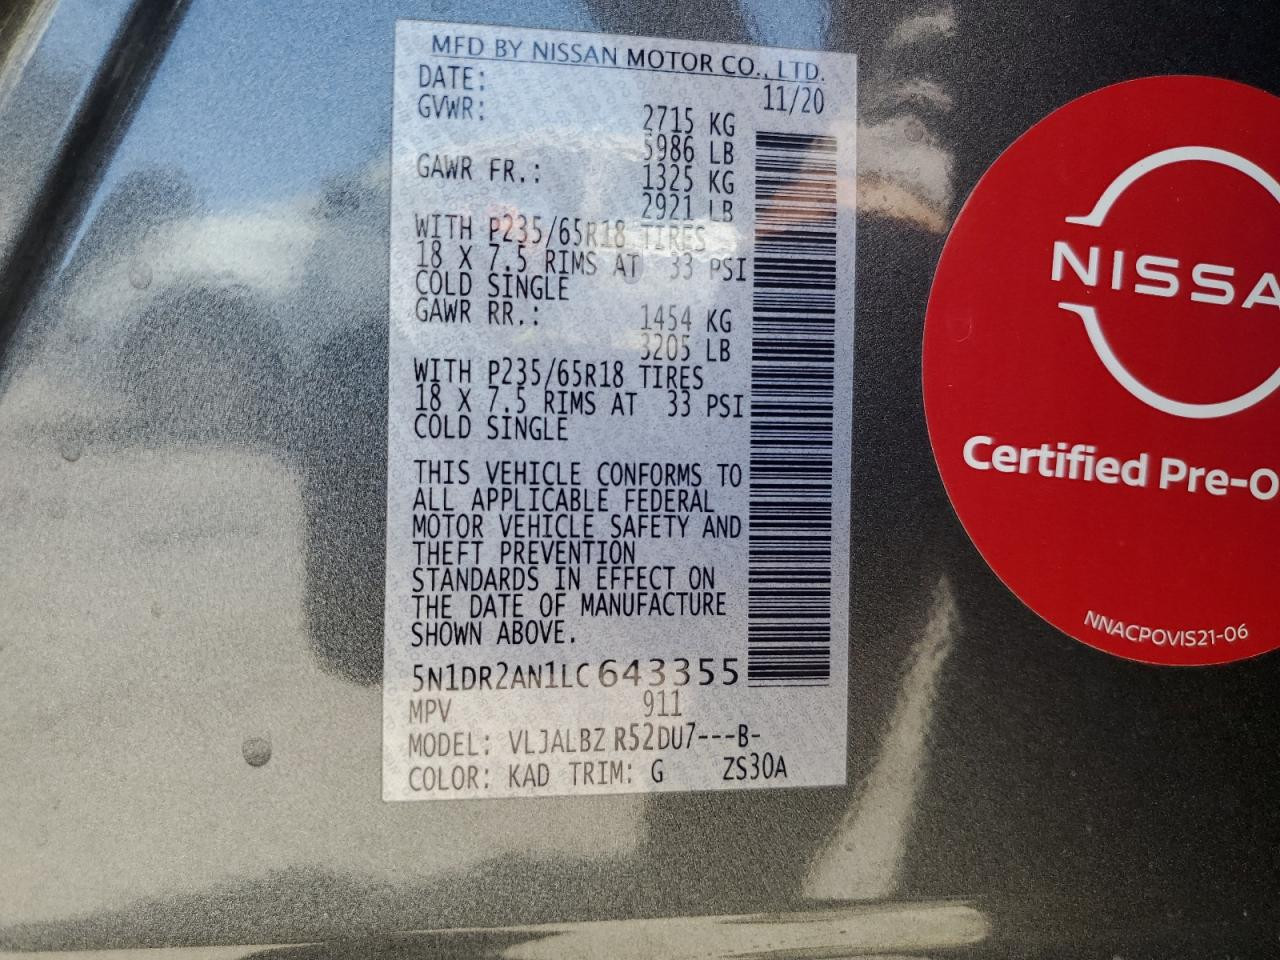 MFD BY NISSAN MOTOR CO., LTD.
DATE: 11/20
GVWR: 2715 KG
5986 LB
GAWR FR.: 1325 KG
2921 LB
WITH P235/65R18 TIRES
18 X 7.5 RIMS AT 33 PSI
COLD SINGLE
GAWR RR.: 1454 KG
3205 LB
WITH P235/65R18 TIRES
18 X 7.5 RIMS AT 33 PSI
COLD SINGLE
THIS VEHICLE CONFORMS TO
ALL APPLICABLE FEDERAL
MOTOR VEHICLE SAFETY AND
THEFT PREVENTION
STANDARDS IN EFFECT ON
THE DATE OF MANUFACTURE
SHOWN ABOVE.
5N1DR2AN1LC643355
MPV 911
MODEL: VLJALBZ R52DU7---B-
COLOR: KAD TRIM: G ZS30A
NISSA
Certified Pre-O
NNACPOVIS21-06